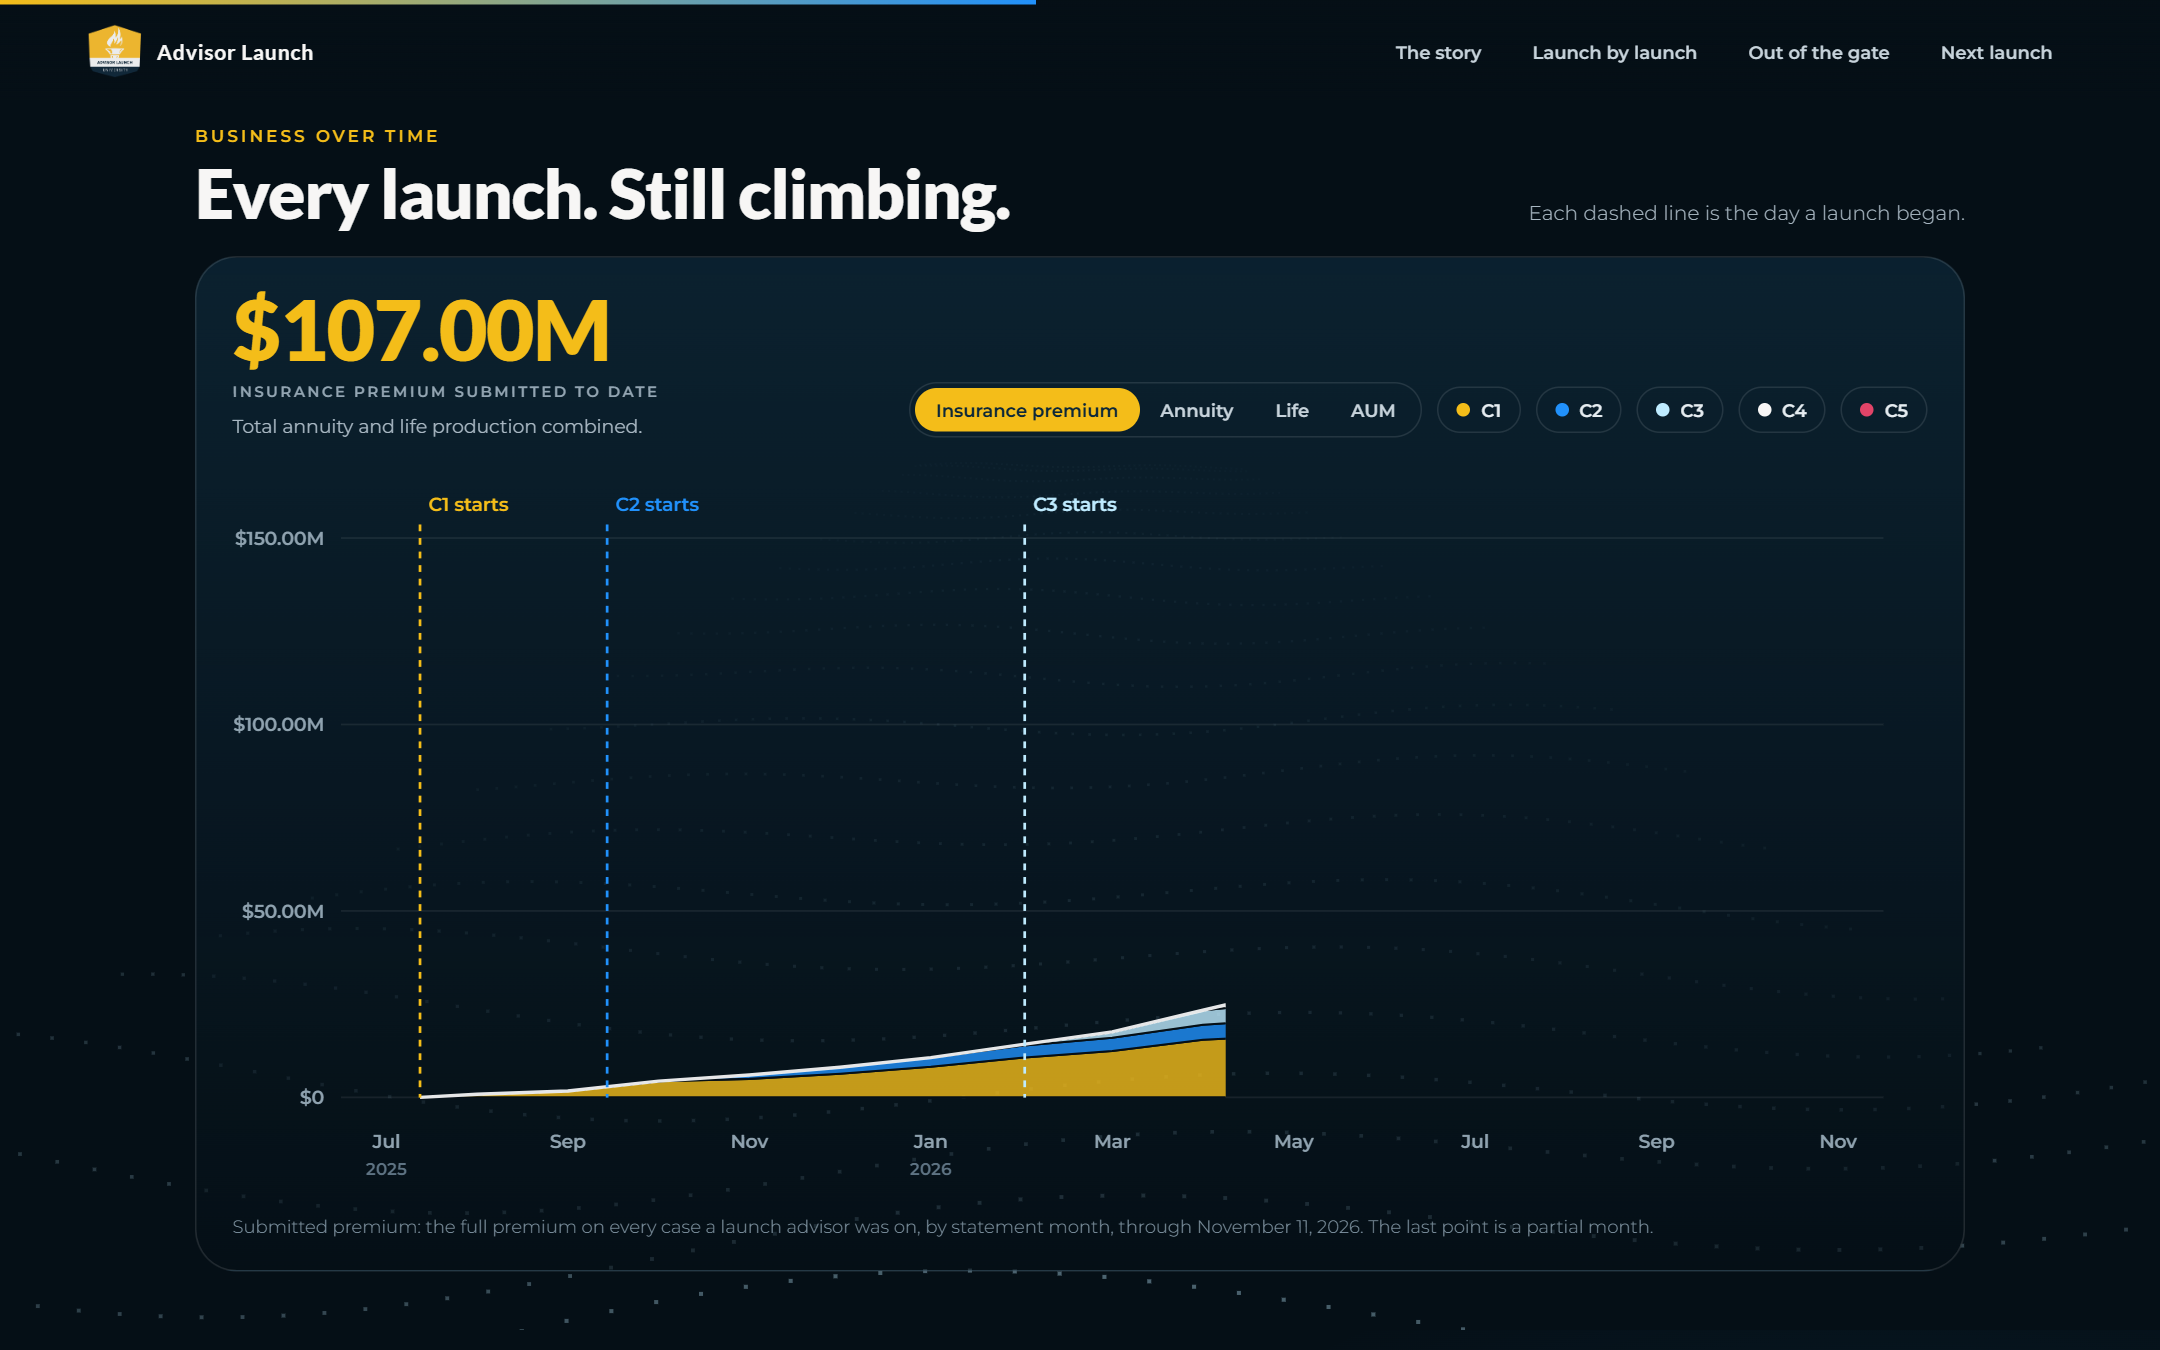 ADVISOR LAUNCH
UNIVERSITY
Advisor Launch
The story
Launch by launch
Out of the gate
Next launch
BUSINESS OVER TIME
Every launch. Still climbing.
Each dashed line is the day a launch began.
$107.00M
INSURANCE PREMIUM SUBMITTED TO DATE
Total annuity and life production combined.
Insurance premium
Annuity
Life
AUM
C1
C2
C3
C4
C5
C1 starts
C2 starts
C3 starts
$150.00M
$100.00M
$50.00M
$0
Jul
Sep
Nov
Jan
Mar
May
Jul
Sep
Nov
2025
2026
Submitted premium: the full premium on every case a launch advisor was on, by statement month, through November 11, 2026. The last point is a partial month.